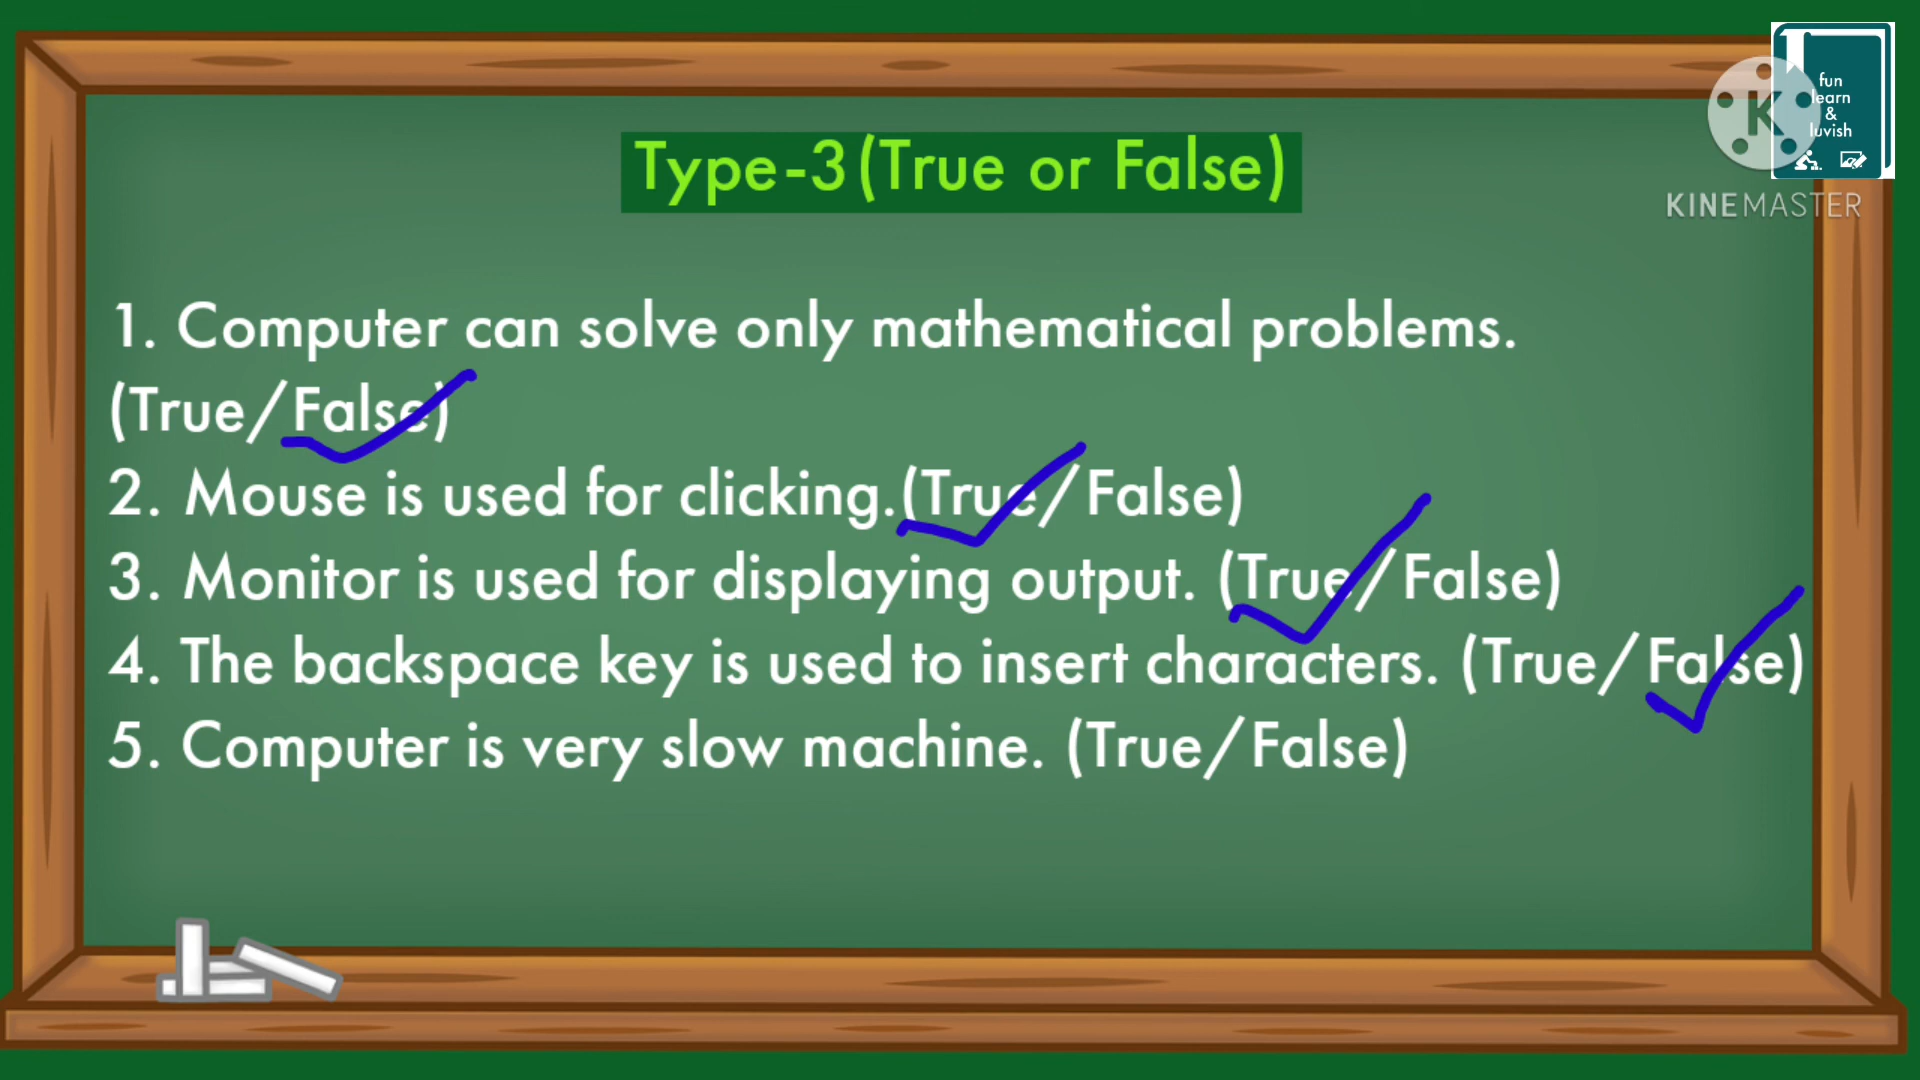 fun
learn
&
luvish
K
KINEMASTER
Type-3(True or False)
1. Computer can solve only mathematical problems.
(True/False)
2. Mouse is used for clicking.(True/False)
3. Monitor is used for displaying output. (True/False)
4. The backspace key is used to insert characters. (True/False)
5. Computer is very slow machine. (True/False)